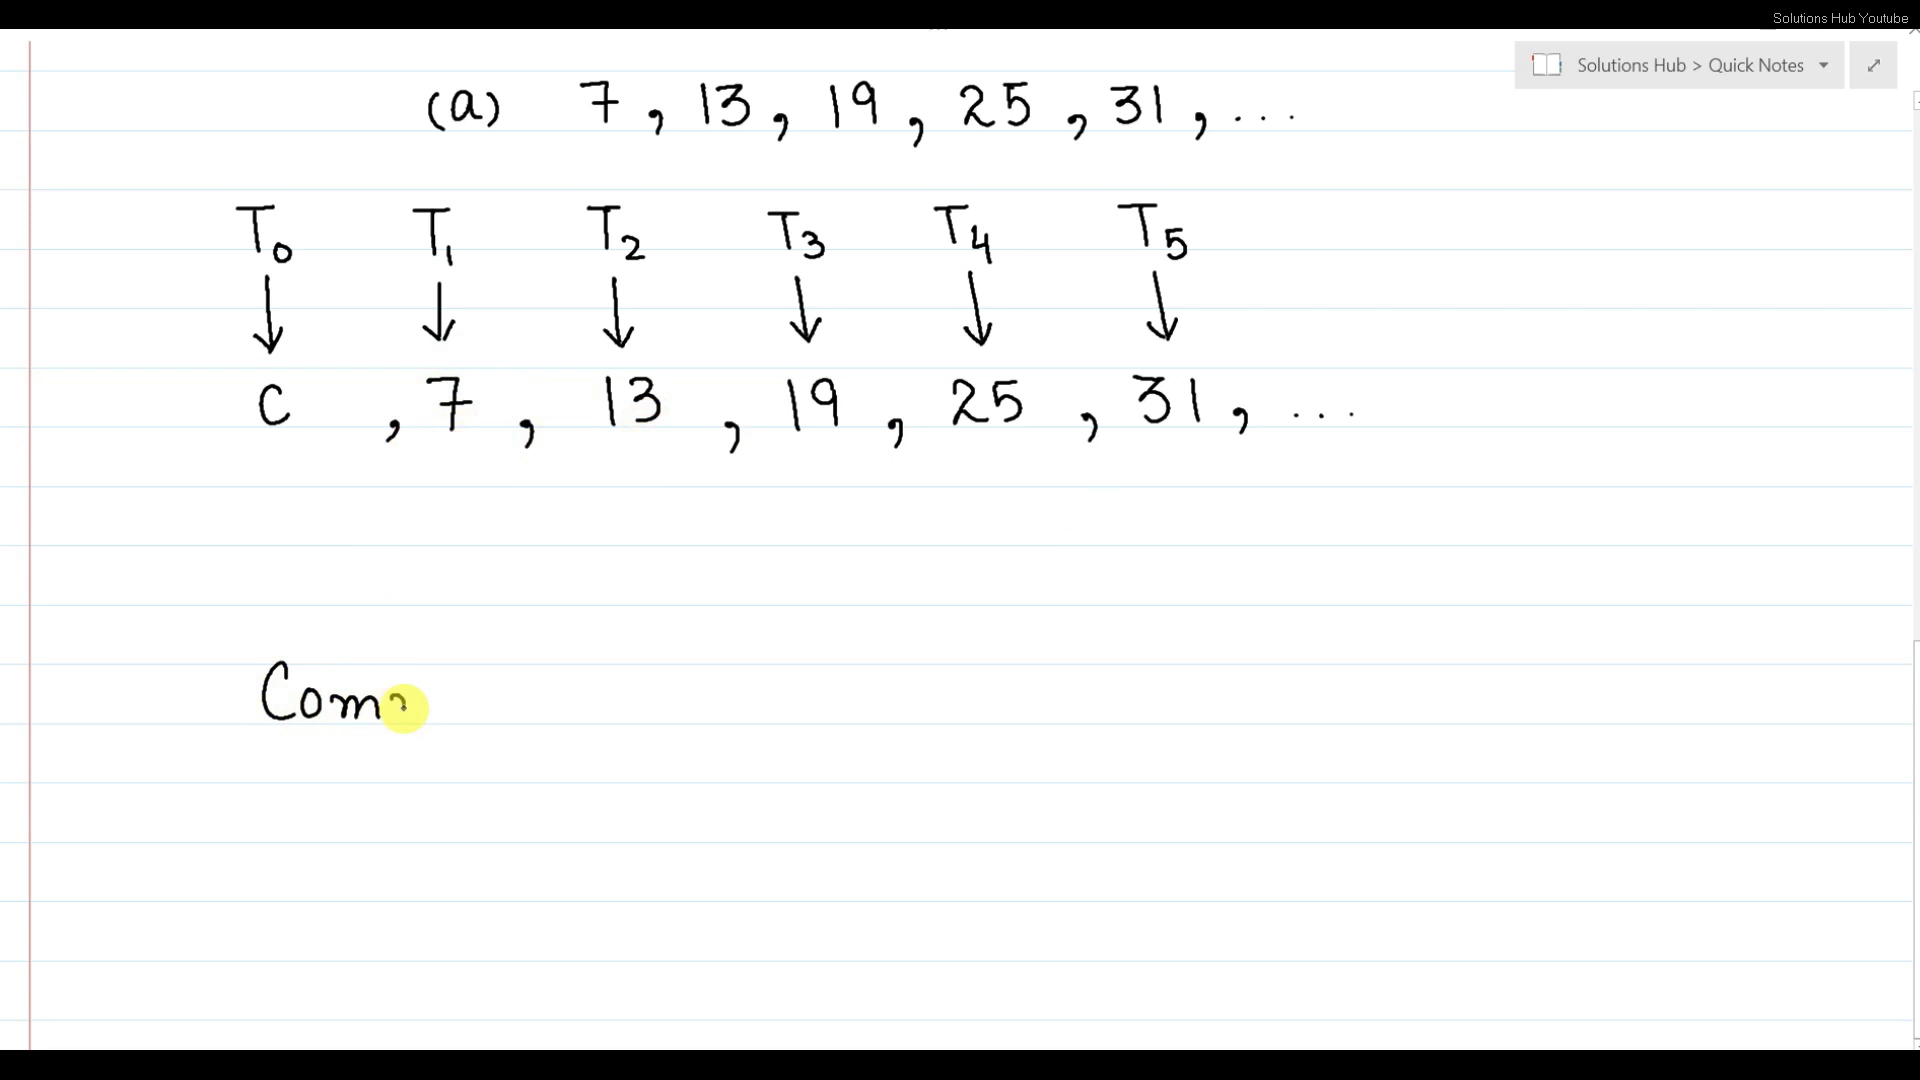 Solutions Hub Youtube
Solutions Hub > Quick Notes
(a) 7, 13, 19, 25, 31, ...
T₀ T₁ T₂ T₃ T₄ T₅
↓ ↓ ↓ ↓ ↓ ↓
C, 7, 13, 19, 25, 31, ...
Com